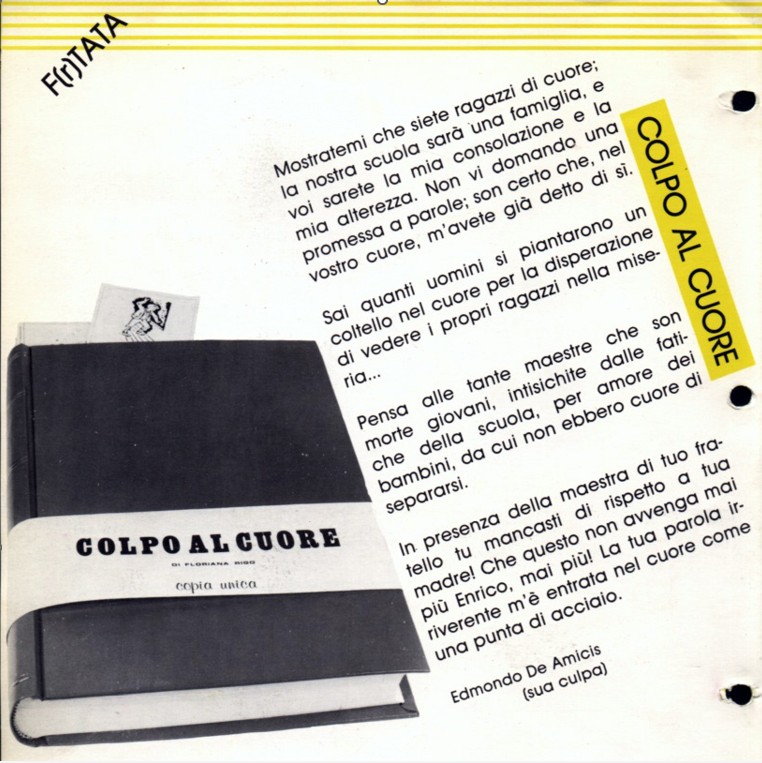 F(r)TATA
Mostratemi che siete ragazzi di cuore;
la nostra scuola sarà una famiglia, e
voi sarete la mia consolazione e la
mia alterezza. Non vi domando una
promessa a parole; son certo che, nel
vostro cuore, m'avete già detto di sì.
Sai quanti uomini si piantarono un
coltello nel cuore per la disperazione
di vedere i propri ragazzi nella mise-
ria...
Pensa alle tante maestre che son
morte giovani, intisichite dalle fati-
che della scuola, per amore dei
bambini, da cui non ebbero cuore di
separarsi.
In presenza della maestra di tuo fra-
tello tu mancasti di rispetto a tua
madre! Che questo non avvenga mai
più Enrico, mai più! La tua parola ir-
riverente m'è entrata nel cuore come
una punta di acciaio.
Edmondo De Amicis
(sua culpa)
COLPO AL CUORE
COLPO AL CUORE
DI FLORIANA RIGO
copia unica